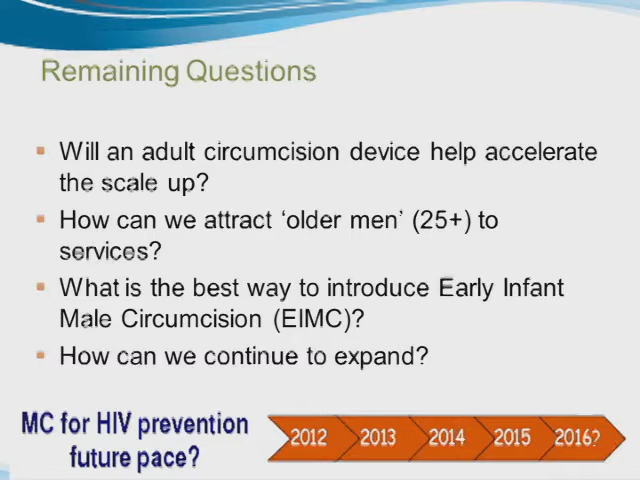 Remaining Questions
Will an adult circumcision device help accelerate
the scale up?
How can we attract ‘older men’ (25+) to
services?
What is the best way to introduce Early Infant
Male Circumcision (EIMC)?
How can we continue to expand?
MC for HIV prevention
future pace?
2012 2013 2014 2015 2016?